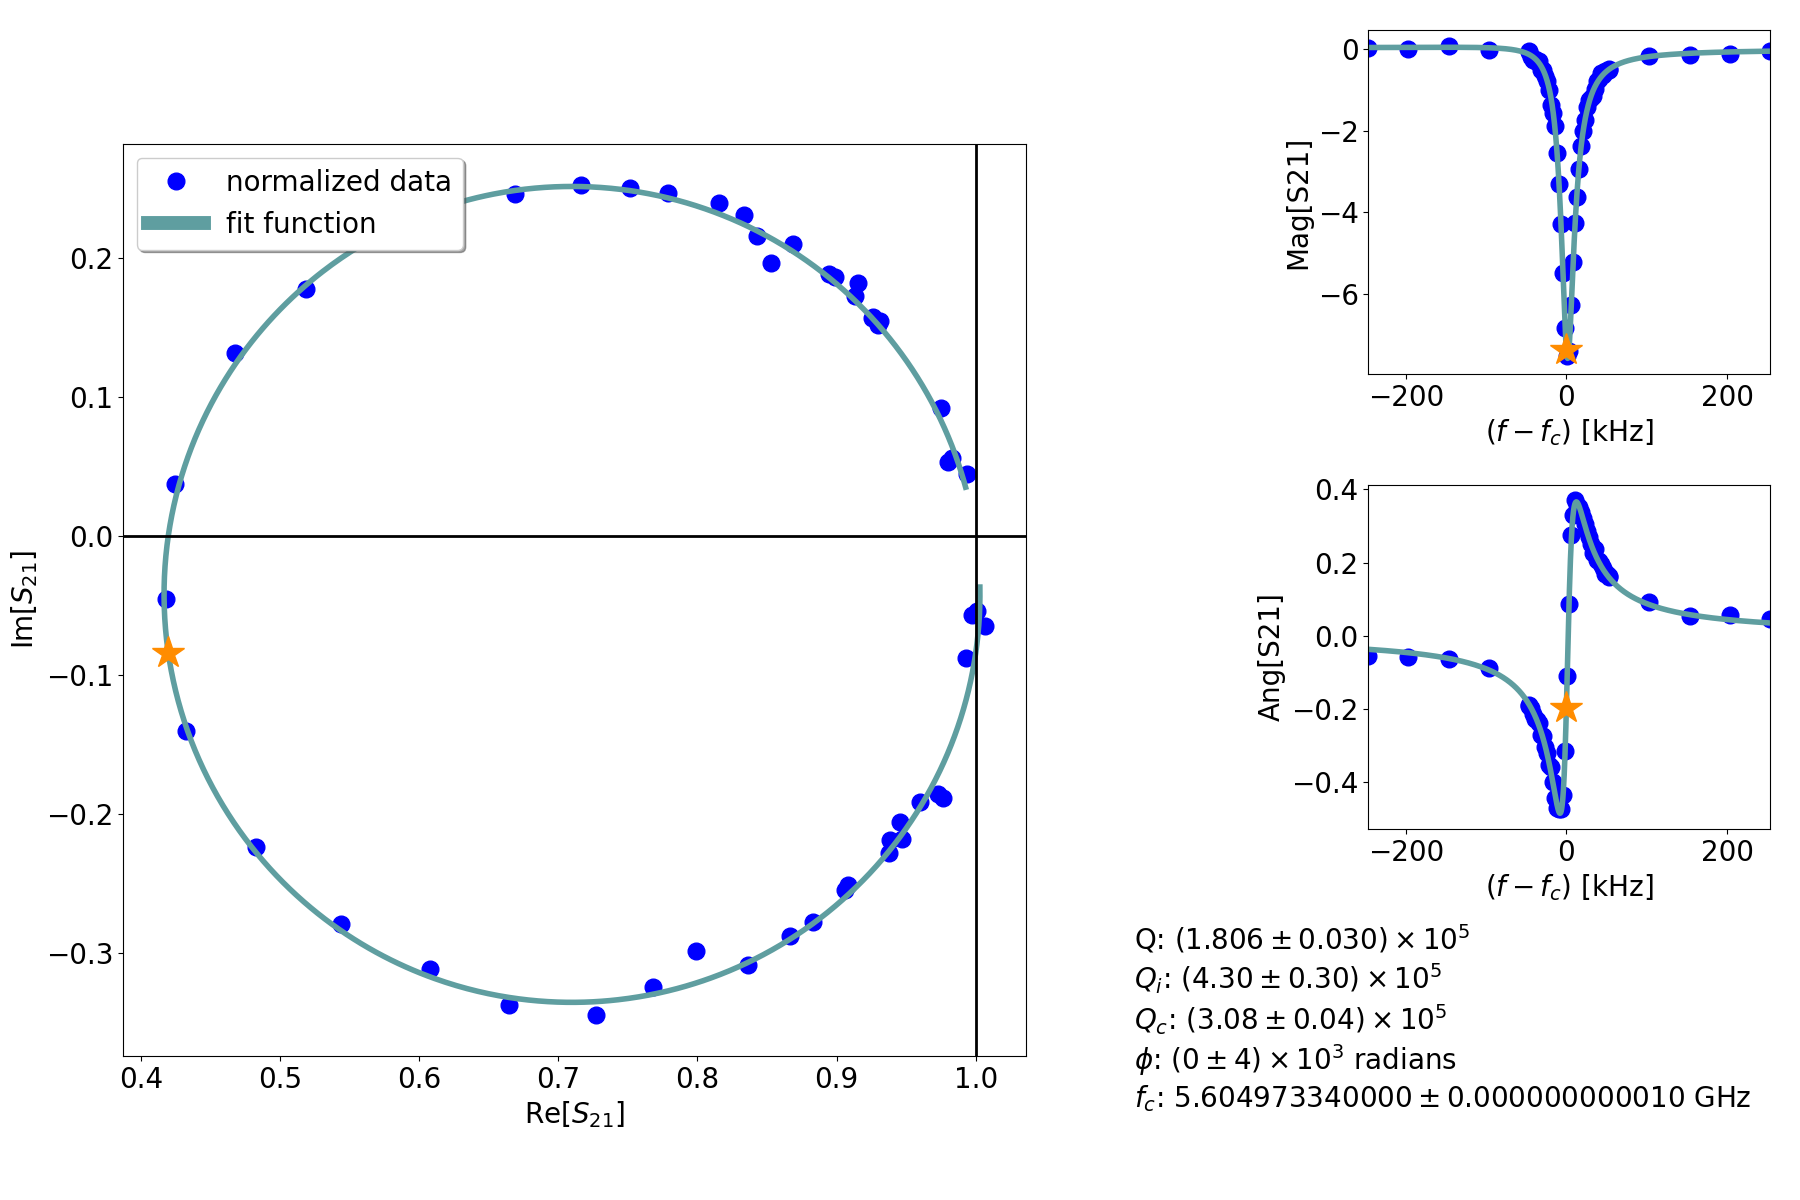 normalized data
fit function
0.2
0.1
0.0
−0.1
−0.2
−0.3
Im[S21]
0.4 0.5 0.6 0.7 0.8 0.9 1.0
Re[S21]
0
−2
−4
−6
Mag[S21]
−200 0 200
(f − fc) [kHz]
0.4
0.2
0.0
−0.2
−0.4
Ang[S21]
−200 0 200
(f − fc) [kHz]
Q: (1.806 ± 0.030) × 10^5
Qi: (4.30 ± 0.30) × 10^5
Qc: (3.08 ± 0.04) × 10^5
ϕ: (0 ± 4) × 10^3 radians
fc: 5.604973340000 ± 0.000000000010 GHz